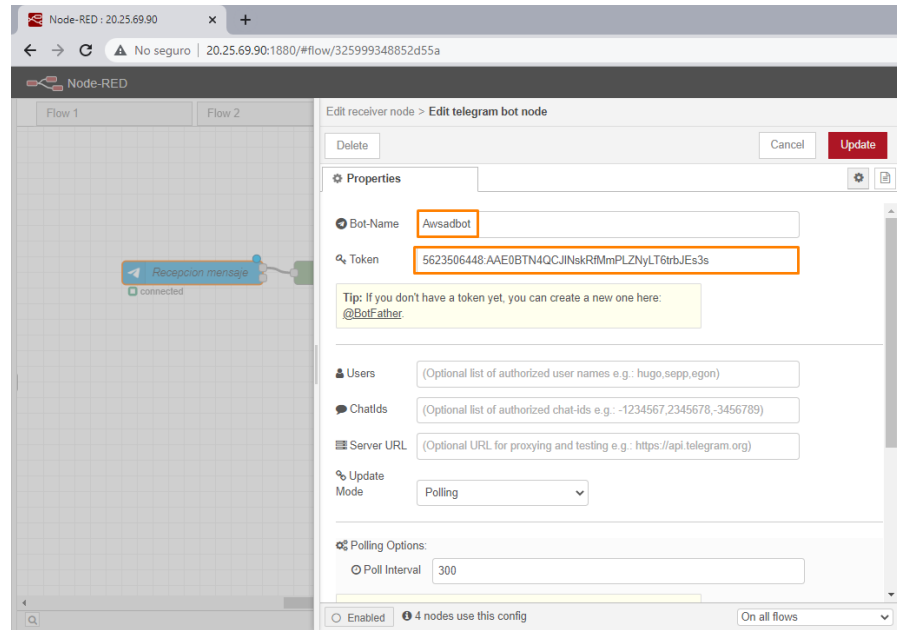 Node-RED : 20.25.69.90
No seguro | 20.25.69.90:1880/#flow/325999348852d55a
Node-RED
Flow 1
Flow 2
Edit receiver node > Edit telegram bot node
Delete
Cancel
Update
Properties
Bot-Name
Awsadbot
Token
Tip: If you don't have a token yet, you can create a new one here:
@BotFather.
Recepcion mensaje
connected
Users
(Optional list of authorized user names e.g.: hugo,sepp,egon)
ChatIds
(Optional list of authorized chat-ids e.g.: -1234567,2345678,-3456789)
Server URL
(Optional URL for proxying and testing e.g.: https://api.telegram.org)
Update
Mode
Polling
Polling Options:
Poll Interval
300
Enabled
4 nodes use this config
On all flows